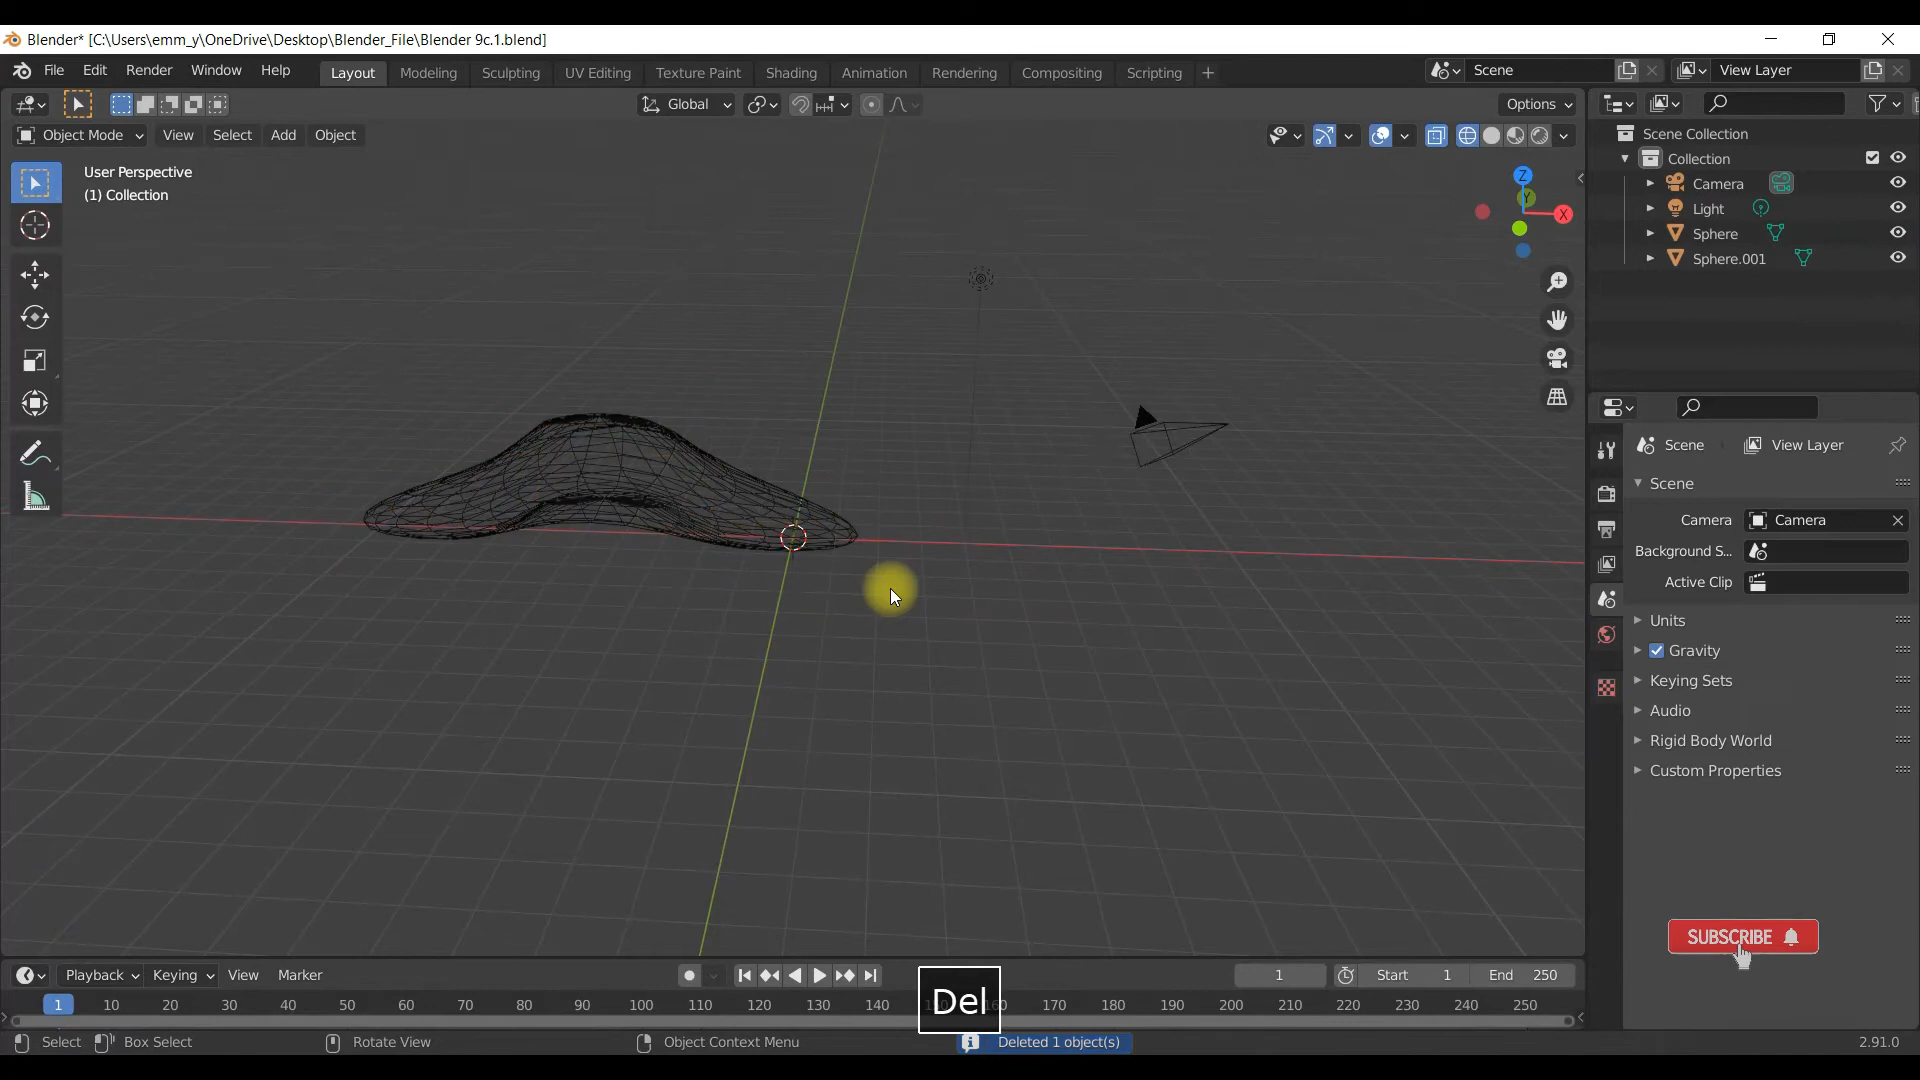 Blender* [C:\Users\emm_y\OneDrive\Desktop\Blender_File\Blender 9c.1.blend]
File Edit Render Window Help Layout Modeling Sculpting UV Editing Texture Paint Shading Animation Rendering Compositing Scripting + Scene View Layer
Global Options
Object Mode View Select Add Object
User Perspective
(1) Collection
Z
Y
X
Scene Collection
Collection
Camera
Light
Sphere
Sphere.001
Scene View Layer
Scene
Camera Camera
Background S...
Active Clip
Units
Gravity
Keying Sets
Audio
Rigid Body World
Custom Properties
SUBSCRIBE
Playback Keying View Marker 1 Start 1 End 250
1 10 20 30 40 50 60 70 80 90 100 110 120 130 140 170 180 190 200 210 220 230 240 250
Del
Select Box Select Rotate View Object Context Menu Deleted 1 object(s) 2.91.0